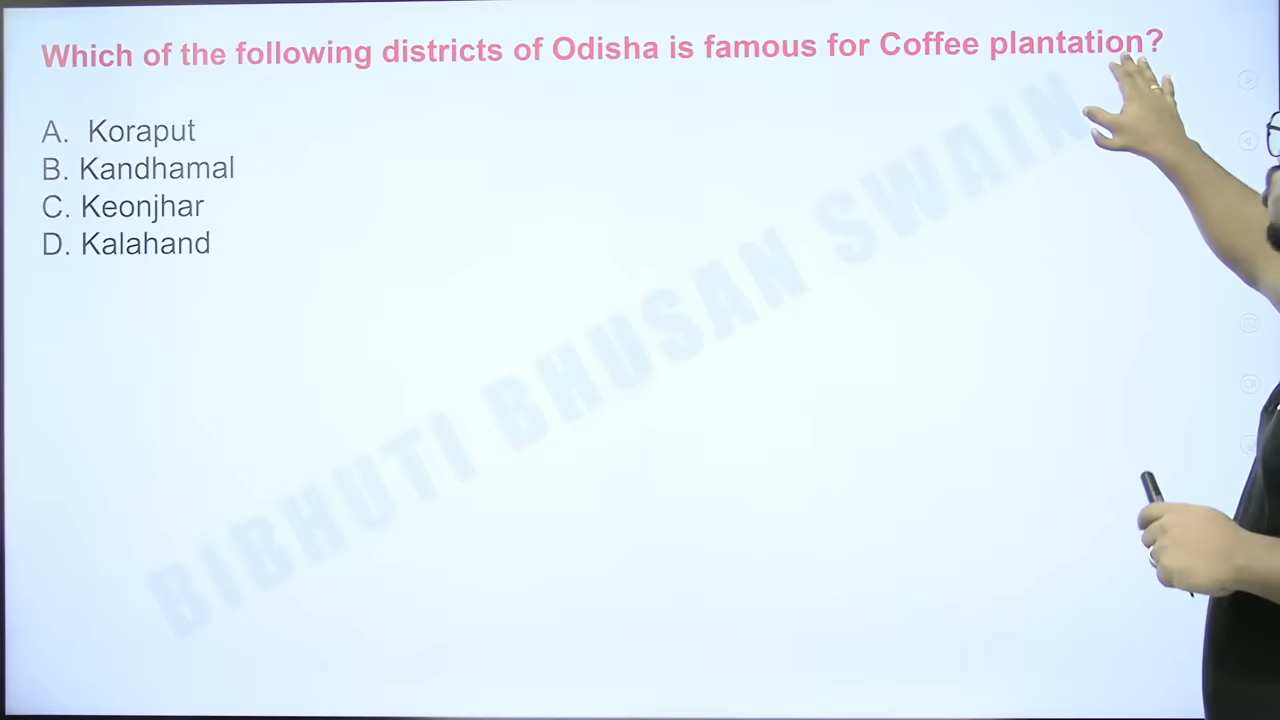 Which of the following districts of Odisha is famous for Coffee plantation?
A. Koraput
B. Kandhamal
C. Keonjhar
D. Kalahand
BIBHUTI BHUSAN SWAIN